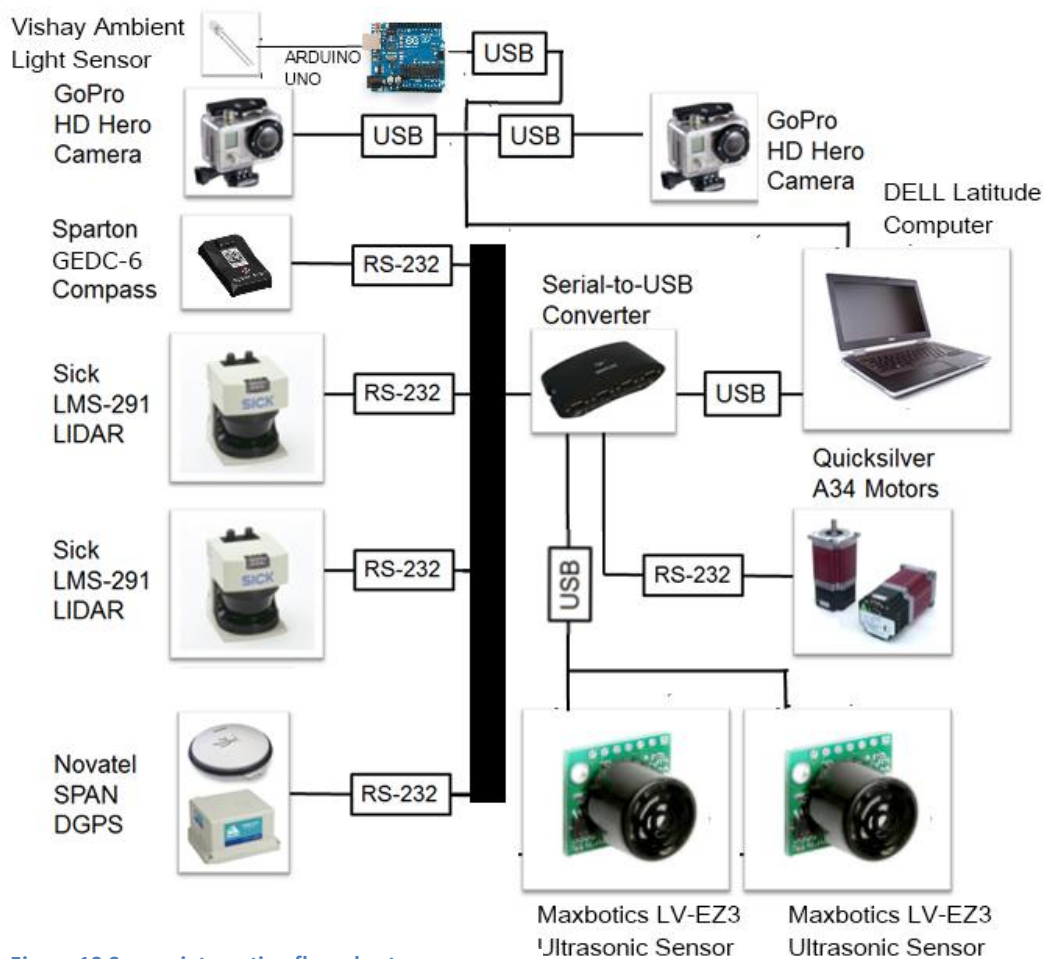 Vishay Ambient
Light Sensor
ARDUINO
UNO
USB
GoPro
HD Hero
Camera
USB
USB
GoPro
HD Hero
Camera
DELL Latitude
Computer
Sparton
GEDC-6
Compass
RS-232
Serial-to-USB
Converter
Sick
LMS-291
LIDAR
SICK
RS-232
USB
Quicksilver
A34 Motors
Sick
LMS-291
LIDAR
SICK
RS-232
USB
RS-232
Novatel
SPAN
DGPS
RS-232
Maxbotics LV-EZ3
Ultrasonic Sensor
Maxbotics LV-EZ3
Ultrasonic Sensor